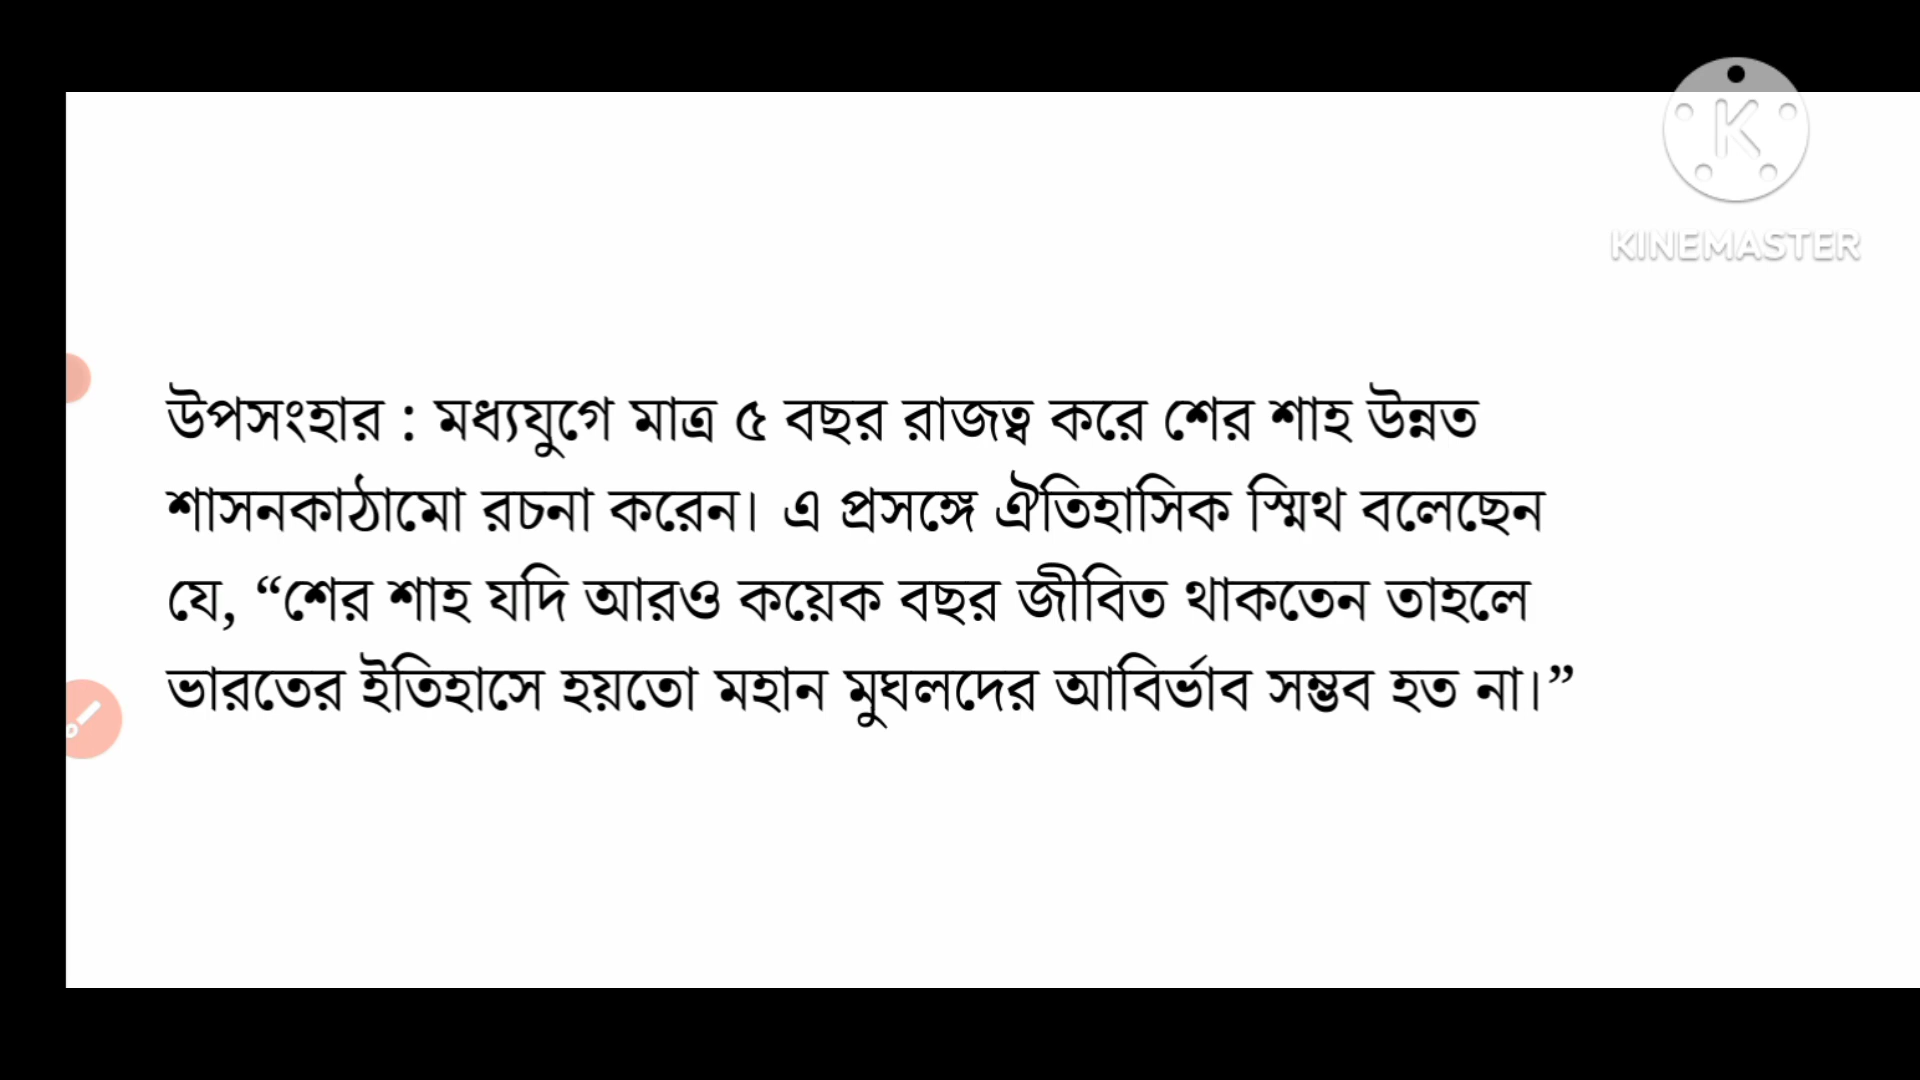 KINEMASTER
উপসংহার : মধ্যযুগে মাত্র ৫ বছর রাজত্ব করে শের শাহ উন্নত
শাসনকাঠামো রচনা করেন। এ প্রসঙ্গে ঐতিহাসিক স্মিথ বলেছেন
যে, “শের শাহ যদি আরও কয়েক বছর জীবিত থাকতেন তাহলে
ভারতের ইতিহাসে হয়তো মহান মুঘলদের আবির্ভাব সম্ভব হত না।”